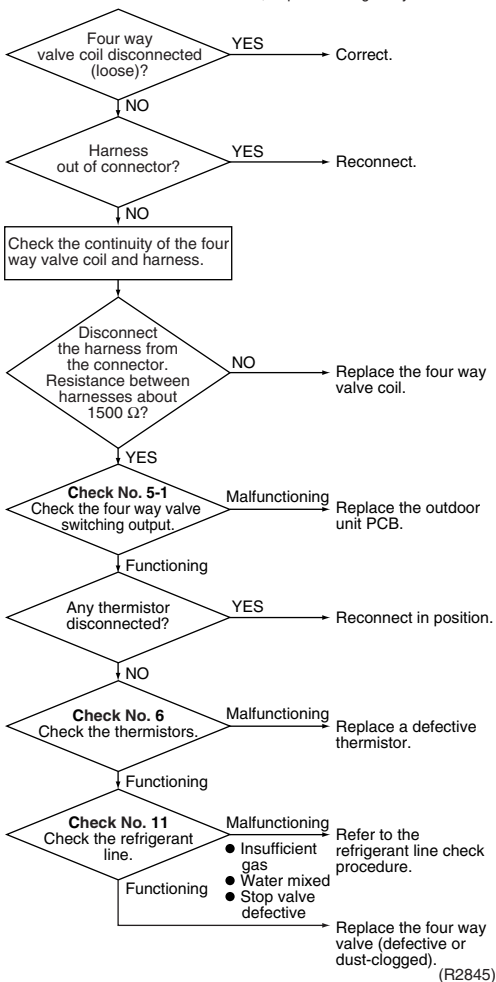 Four way
valve coil disconnected
(loose)?
YES
Correct.
NO
Harness
out of connector?
YES
Reconnect.
NO
Check the continuity of the four
way valve coil and harness.
Disconnect
the harness from
the connector.
Resistance between
harnesses about
1500 Ω?
NO
Replace the four way
valve coil.
YES
Check No. 5-1
Check the four way valve
switching output.
Malfunctioning
Replace the outdoor
unit PCB.
Functioning
Any thermistor
disconnected?
YES
Reconnect in position.
NO
Check No. 6
Check the thermistors.
Malfunctioning
Replace a defective
thermistor.
Functioning
Check No. 11
Check the refrigerant
line.
Malfunctioning
● Insufficient
gas
● Water mixed
● Stop valve
defective
Refer to the
refrigerant line check
procedure.
Functioning
Replace the four way
valve (defective or
dust-clogged).
(R2845)